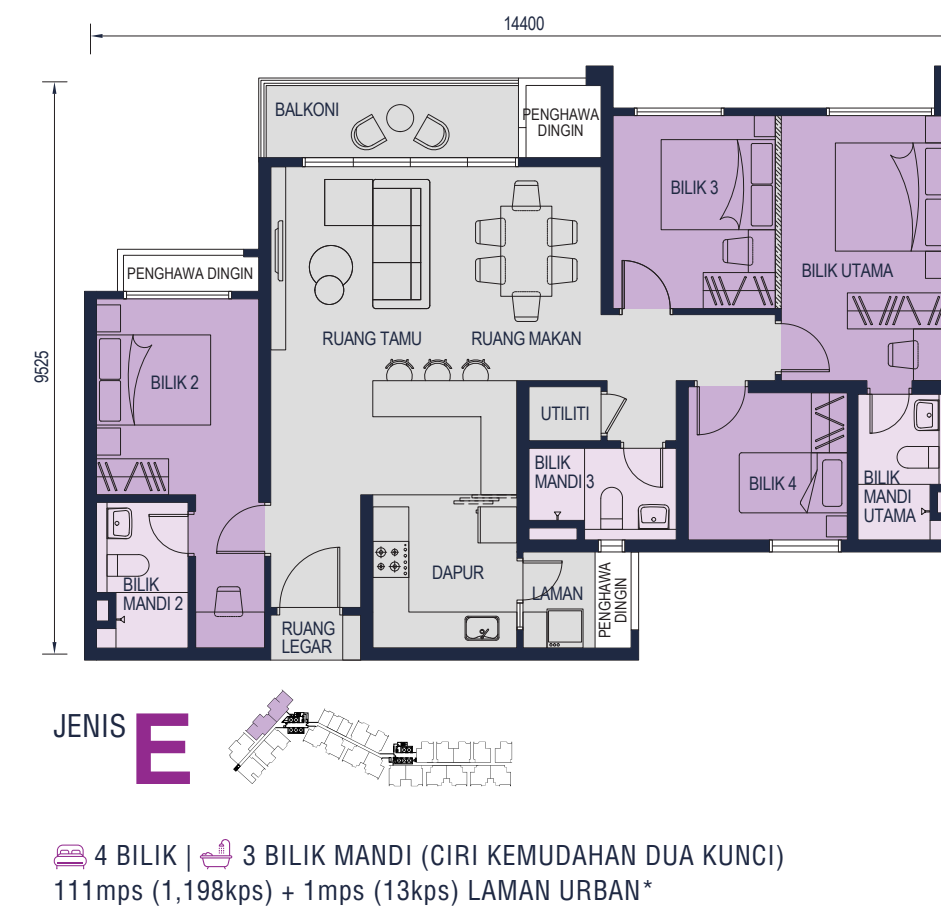 14400
9525
BALKONI
PENGHAWA
DINGIN
BILIK 3
BILIK UTAMA
PENGHAWA DINGIN
RUANG TAMU
RUANG MAKAN
BILIK 2
UTILITI
BILIK
MANDI 3
BILIK 4
BILIK
MANDI
UTAMA
BILIK
MANDI 2
DAPUR
LAMAN
PENGHAWA
DINGIN
RUANG
LEGAR
JENIS E
4 BILIK | 3 BILIK MANDI (CIRI KEMUDAHAN DUA KUNCI)
111mps (1,198kps) + 1mps (13kps) LAMAN URBAN*